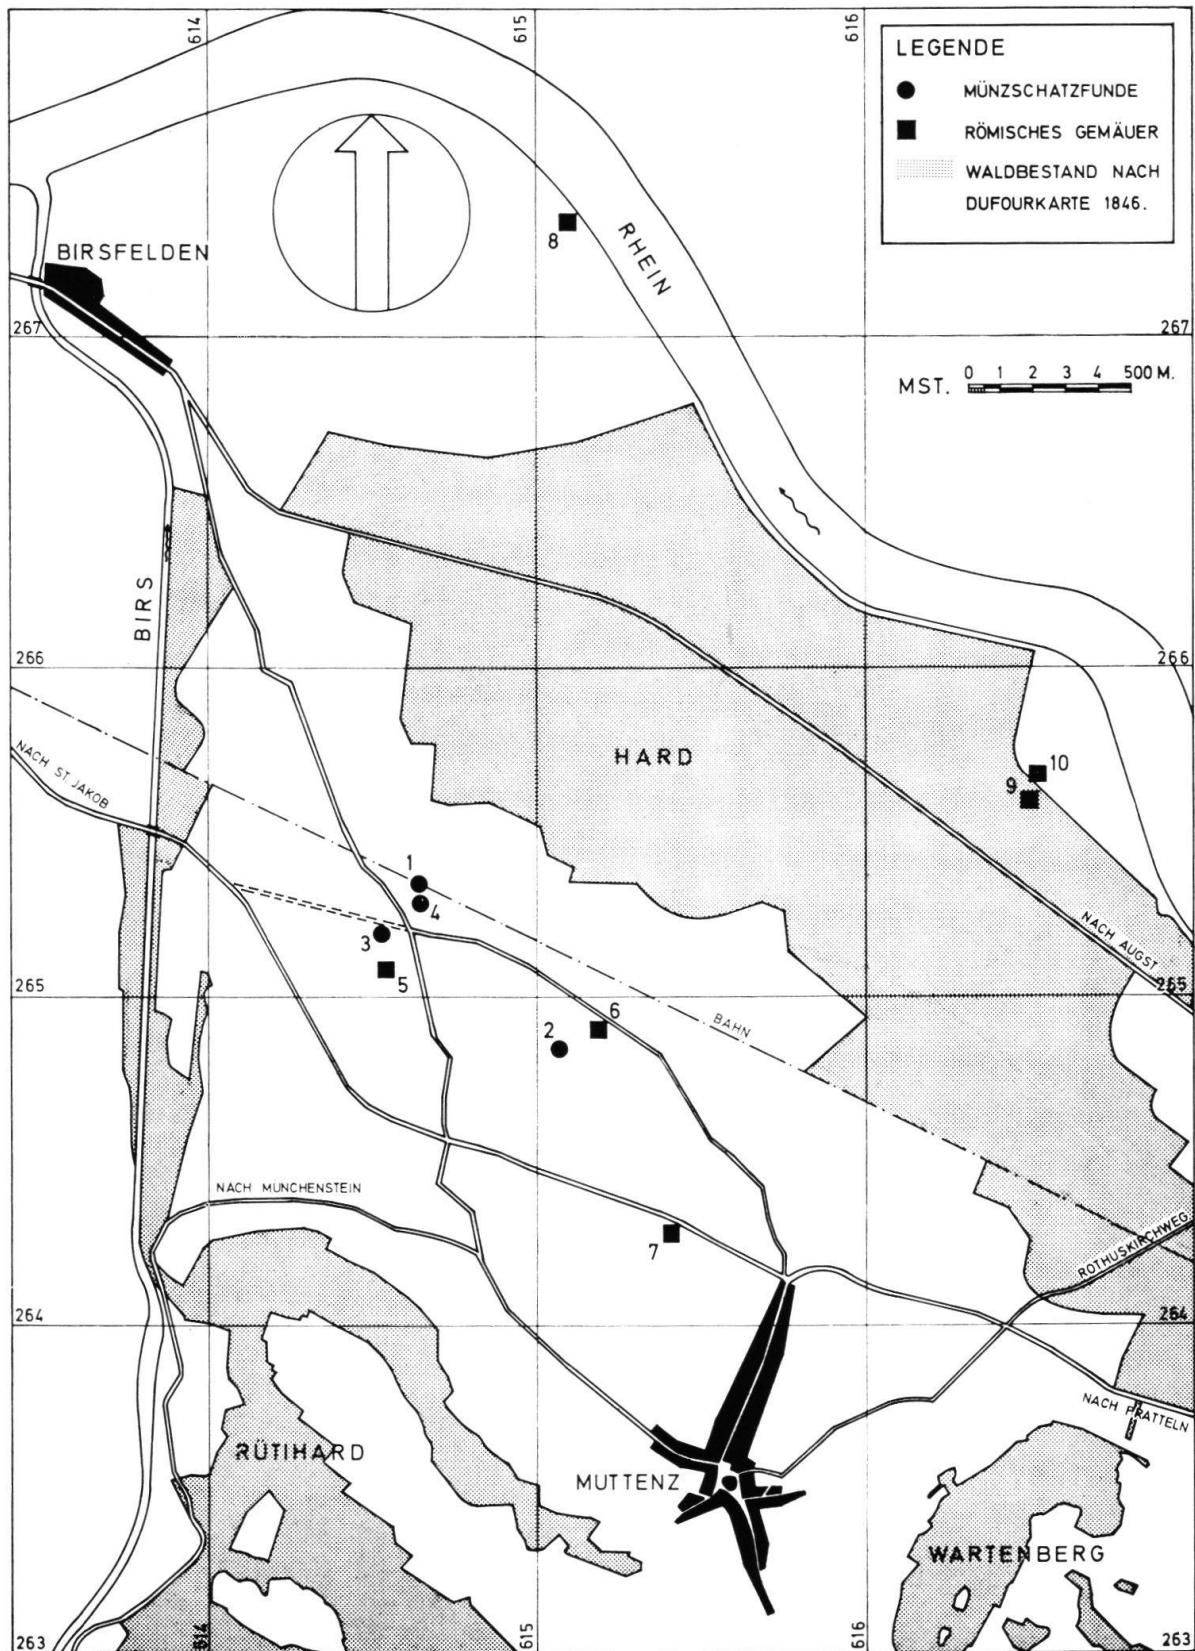 614
615
616
LEGENDE
MÜNZSCHATZFUNDE
RÖMISCHES GEMÄUER
WALDBESTAND NACH
DUFOURKARTE 1846.
8
RHEIN
BIRSFELDEN
267
267
MST. 0 1 2 3 4 500 M.
BIRS
266
266
NACH ST. JAKOB
HARD
10
9
1
4
3
5
NACH AUGST
265
265
6
2
BAHN
NACH MÜNCHENSTEIN
7
ROTHUSKIRCHWEG
264
264
NACH PRATTELN
RÜTIHARD
MUTTENZ
WARTENBERG
263
614
615
616
263